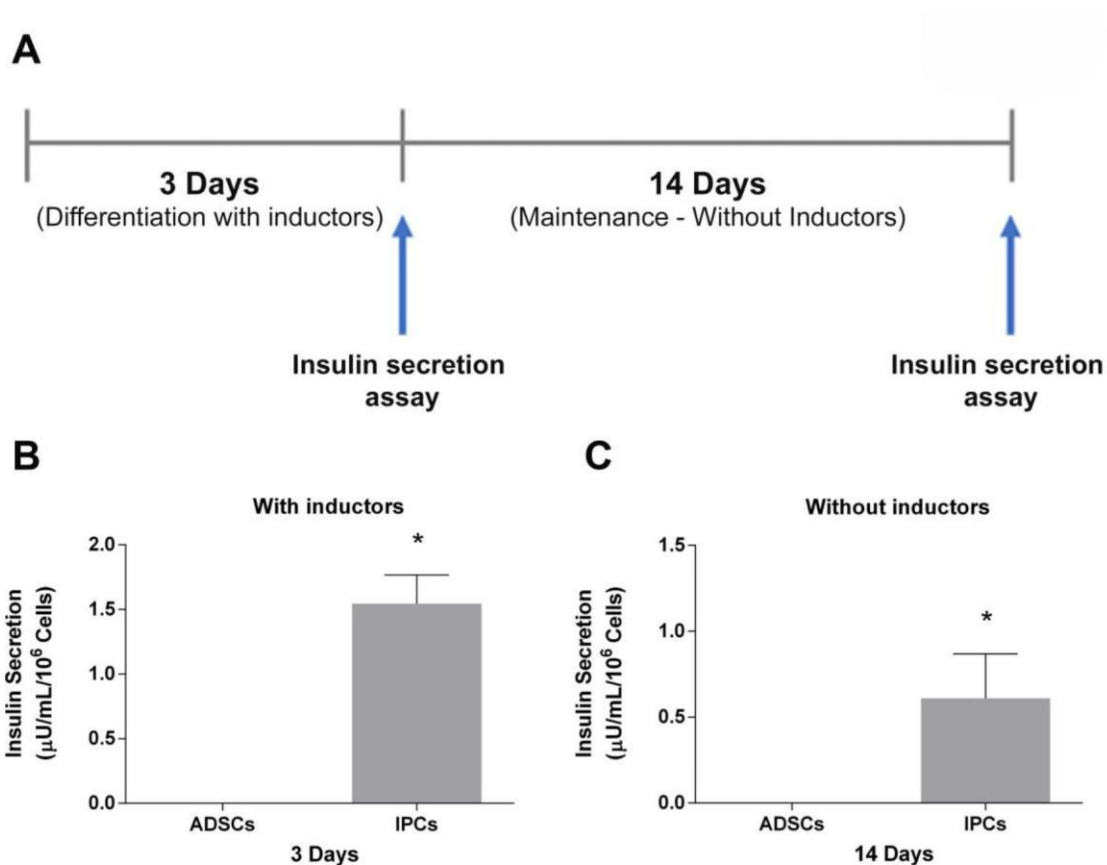 A
3 Days
(Differentiation with inductors)
14 Days
(Maintenance - Without Inductors)
Insulin secretion
assay
Insulin secretion
assay
B
With inductors
Insulin Secretion
(μU/mL/10⁶ Cells)
2.0
1.5
1.0
0.5
0.0
*
ADSCs
IPCs
3 Days
C
Without inductors
Insulin Secretion
(μU/mL/10⁶ Cells)
1.5
1.0
0.5
0.0
*
ADSCs
IPCs
14 Days